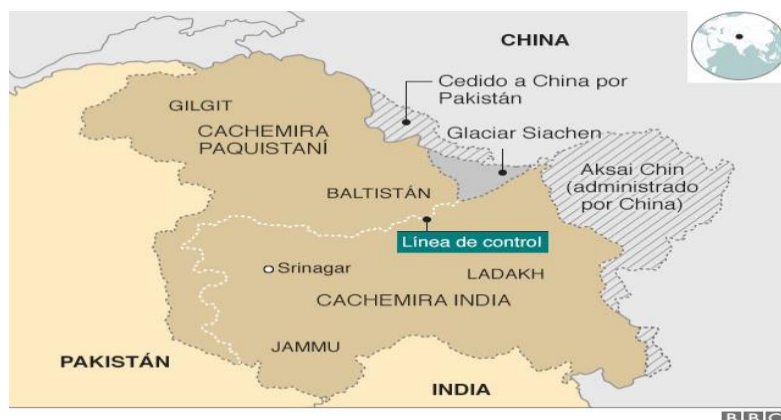 CHINA
Cedido a China por
Pakistán
GILGIT
CACHEMIRA
PAQUISTANÍ
Glaciar Siachen
Aksai Chin
(administrado
por China)
BALTISTÁN
Línea de control
Srinagar
LADAKH
CACHEMIRA INDIA
JAMMU
PAKISTÁN
INDIA
BBC